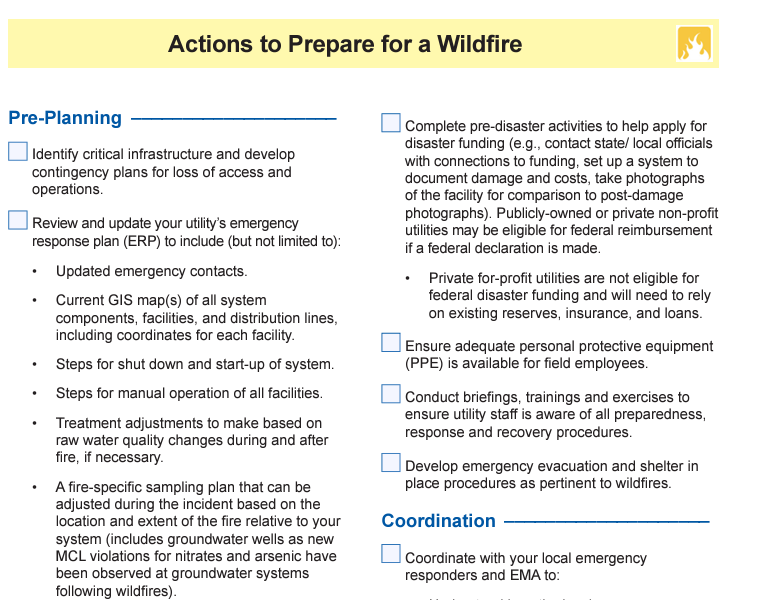 Actions to Prepare for a Wildfire
Pre-Planning
Identify critical infrastructure and develop
contingency plans for loss of access and
operations.
Review and update your utility’s emergency
response plan (ERP) to include (but not limited to):
• Updated emergency contacts.
• Current GIS map(s) of all system
components, facilities, and distribution lines,
including coordinates for each facility.
• Steps for shut down and start-up of system.
• Steps for manual operation of all facilities.
• Treatment adjustments to make based on
raw water quality changes during and after
fire, if necessary.
• A fire-specific sampling plan that can be
adjusted during the incident based on the
location and extent of the fire relative to your
system (includes groundwater wells as new
MCL violations for nitrates and arsenic have
been observed at groundwater systems
following wildfires).
Complete pre-disaster activities to help apply for
disaster funding (e.g., contact state/ local officials
with connections to funding, set up a system to
document damage and costs, take photographs
of the facility for comparison to post-damage
photographs). Publicly-owned or private non-profit
utilities may be eligible for federal reimbursement
if a federal declaration is made.
• Private for-profit utilities are not eligible for
federal disaster funding and will need to rely
on existing reserves, insurance, and loans.
Ensure adequate personal protective equipment
(PPE) is available for field employees.
Conduct briefings, trainings and exercises to
ensure utility staff is aware of all preparedness,
response and recovery procedures.
Develop emergency evacuation and shelter in
place procedures as pertinent to wildfires.
Coordination
Coordinate with your local emergency
responders and EMA to: